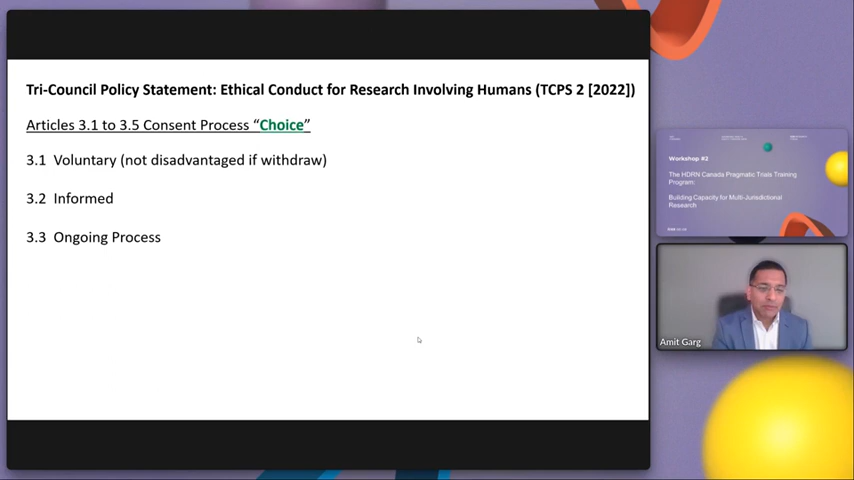 Tri-Council Policy Statement: Ethical Conduct for Research Involving Humans (TCPS 2 [2022])
Articles 3.1 to 3.5 Consent Process “Choice”
3.1 Voluntary (not disadvantaged if withdraw)
3.2 Informed
3.3 Ongoing Process
Workshop #2
The HDRN Canada Pragmatic Trials Training
Program:
Building Capacity for Multi-Jurisdictional
Research
Amit Garg